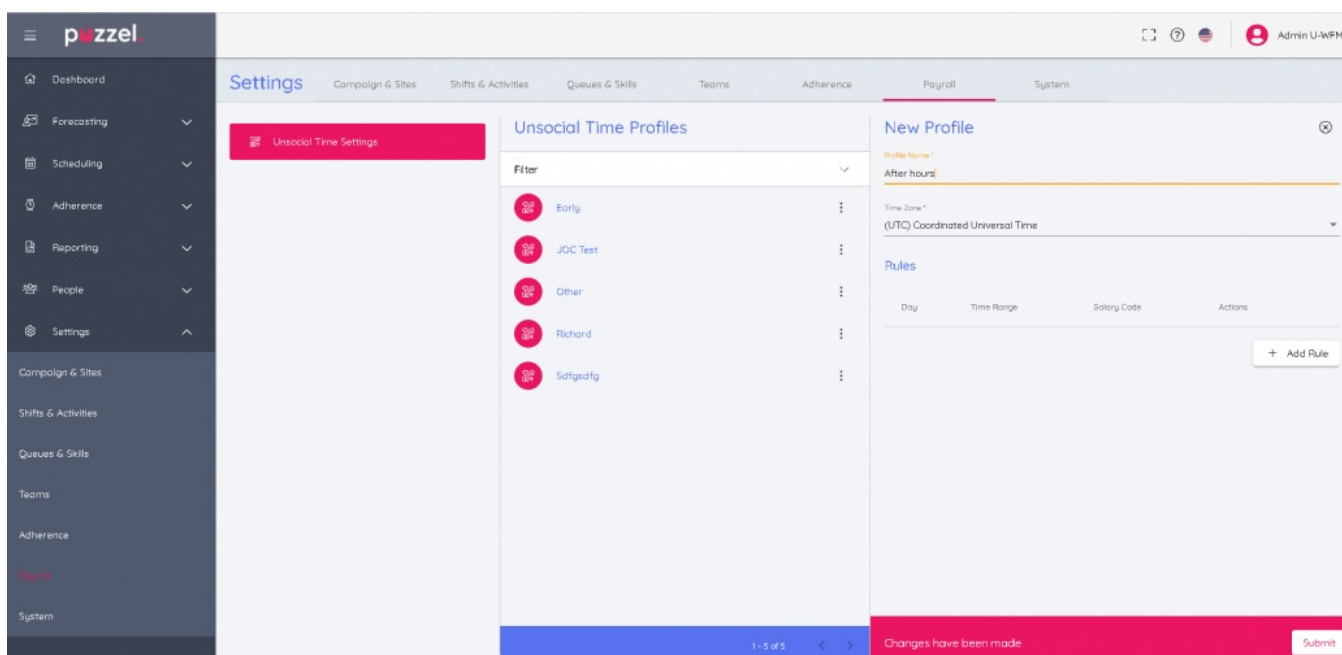 puzzel.
Admin U-WFM
Dashboard
Forecasting
Scheduling
Adherence
Reporting
People
Settings
Campaign & Sites
Shifts & Activities
Queues & Skills
Teams
Adherence
Payroll
System
Settings
Campaign & Sites
Shifts & Activities
Queues & Skills
Teams
Adherence
Payroll
System
Unsocial Time Settings
Unsocial Time Profiles
Filter
Early
JOC Test
Other
Richard
Sdfgsdfg
1 - 5 of 5
New Profile
Profile Name *
After hours
Time Zone *
(UTC) Coordinated Universal Time
Rules
Day Time Range Salary Code Actions
+ Add Rule
Changes have been made
Submit